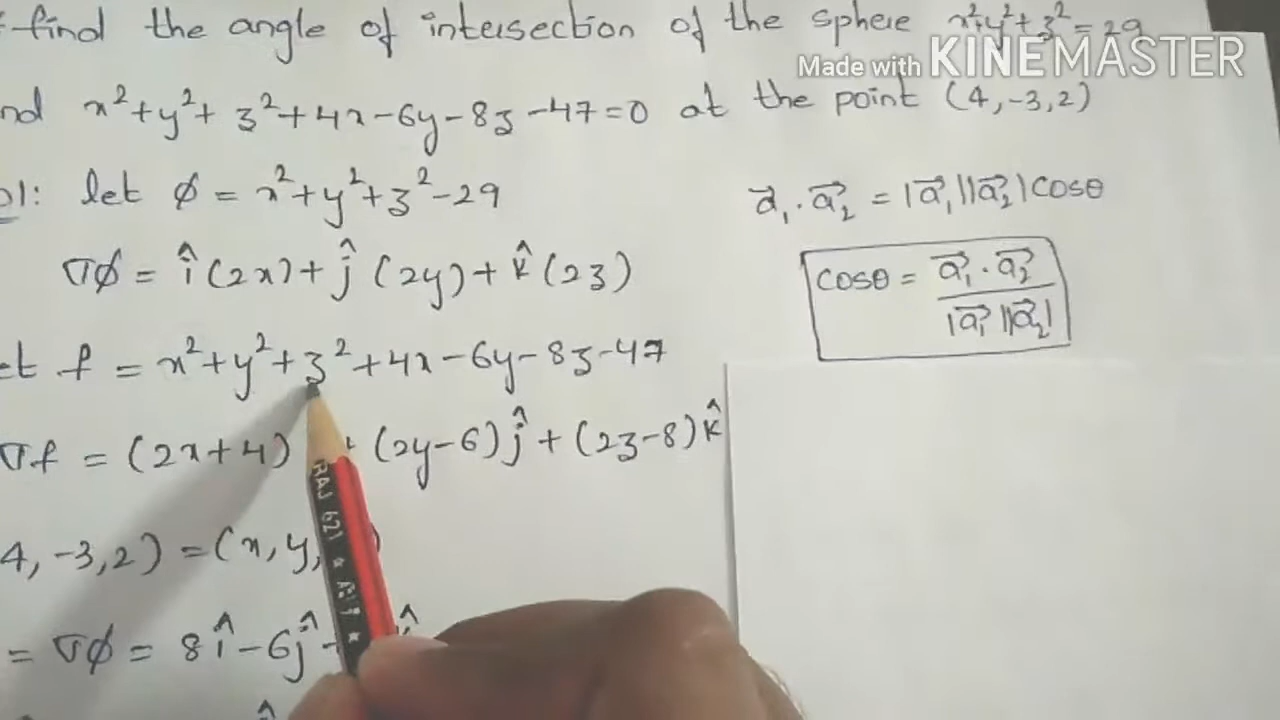 find the angle of intersection of the sphere x²+y²+z²=29
Made with KINEMASTER
nd x²+y²+z²+4x-6y-8z-47=0 at the point (4,-3,2)
ol: let ø = x²+y²+z²-29
∇ø = î(2x)+ĵ(2y)+k̂(2z)
et f = x²+y²+z²+4x-6y-8z-47
∇f = (2x+4) + (2y-6)ĵ+(2z-8)k̂
4,-3,2) =(x,y, )
= ∇ø = 8î-6ĵ+ k̂
a⃗₁.a⃗₂ = |a⃗₁||a⃗₂|cosθ
cosθ = a⃗₁.a⃗₂
|a⃗₁||a⃗₂|
RAJ 621